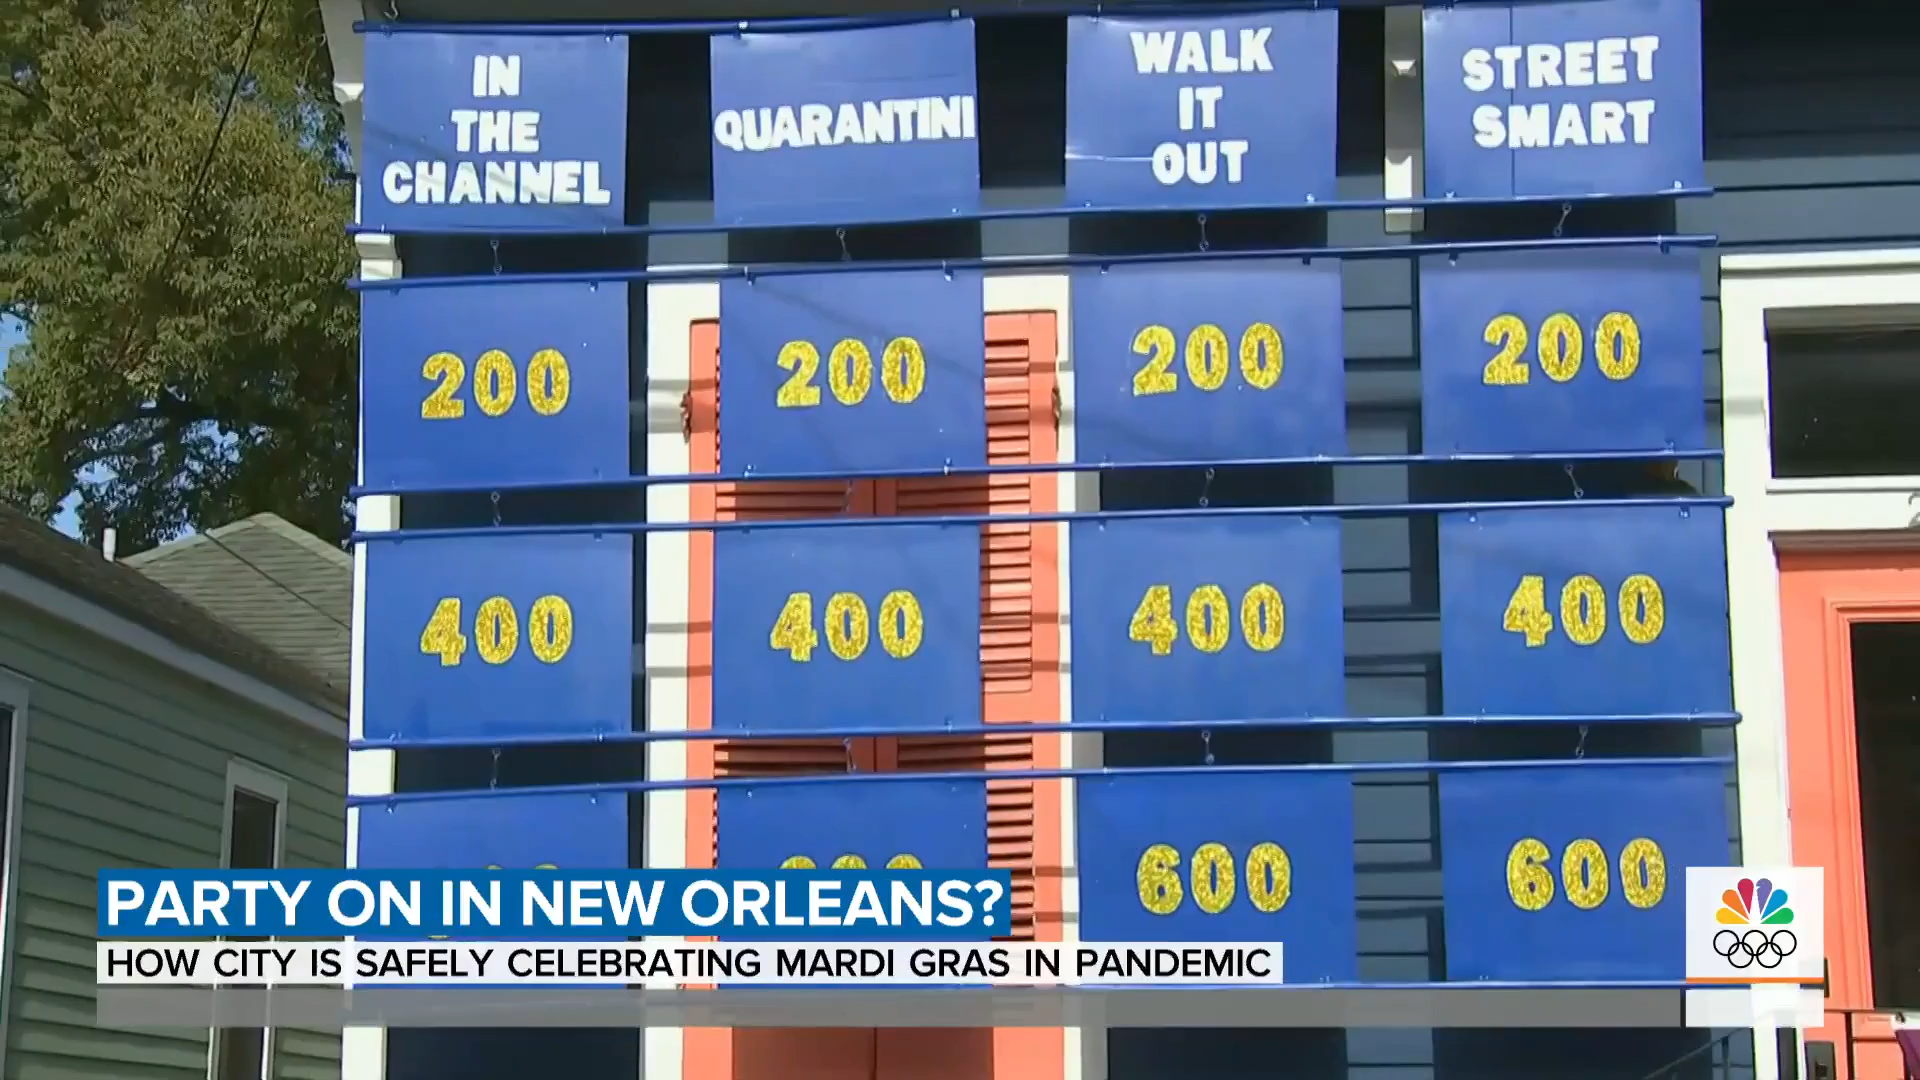 IN
THE
CHANNEL
QUARANTINI
WALK
IT
OUT
STREET
SMART
200 200 200 200
400 400 400 400
600 600
PARTY ON IN NEW ORLEANS?
HOW CITY IS SAFELY CELEBRATING MARDI GRAS IN PANDEMIC